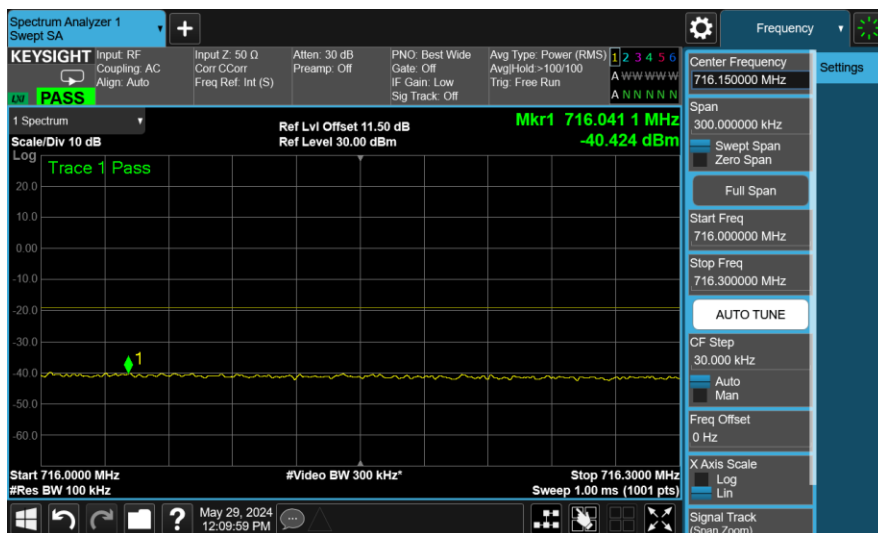 Spectrum Analyzer 1
Swept SA
Frequency
KEYSIGHT
Input: RF
Coupling: AC
Align: Auto
Input Z: 50 Ω
Corr CCorr
Freq Ref: Int (S)
Atten: 30 dB
Preamp: Off
PNO: Best Wide
Gate: Off
IF Gain: Low
Sig Track: Off
Avg Type: Power (RMS)
Avg|Hold:>100/100
Trig: Free Run
1 2 3 4 5 6
A W W W W W
A N N N N N
LXI
PASS
1 Spectrum
Scale/Div 10 dB
Ref Lvl Offset 11.50 dB
Ref Level 30.00 dBm
Mkr1 716.041 1 MHz
-40.424 dBm
Log
Trace 1 Pass
20.0
10.0
0.00
-10.0
-20.0
-30.0
1
-40.0
-50.0
-60.0
Start 716.0000 MHz
#Res BW 100 kHz
#Video BW 300 kHz*
Stop 716.3000 MHz
Sweep 1.00 ms (1001 pts)
?
May 29, 2024
12:09:59 PM
Center Frequency
716.150000 MHz
Settings
Span
300.000000 kHz
Swept Span
Zero Span
Full Span
Start Freq
716.000000 MHz
Stop Freq
716.300000 MHz
AUTO TUNE
CF Step
30.000 kHz
Auto
Man
Freq Offset
0 Hz
X Axis Scale
Log
Lin
Signal Track
(Span Zoom)